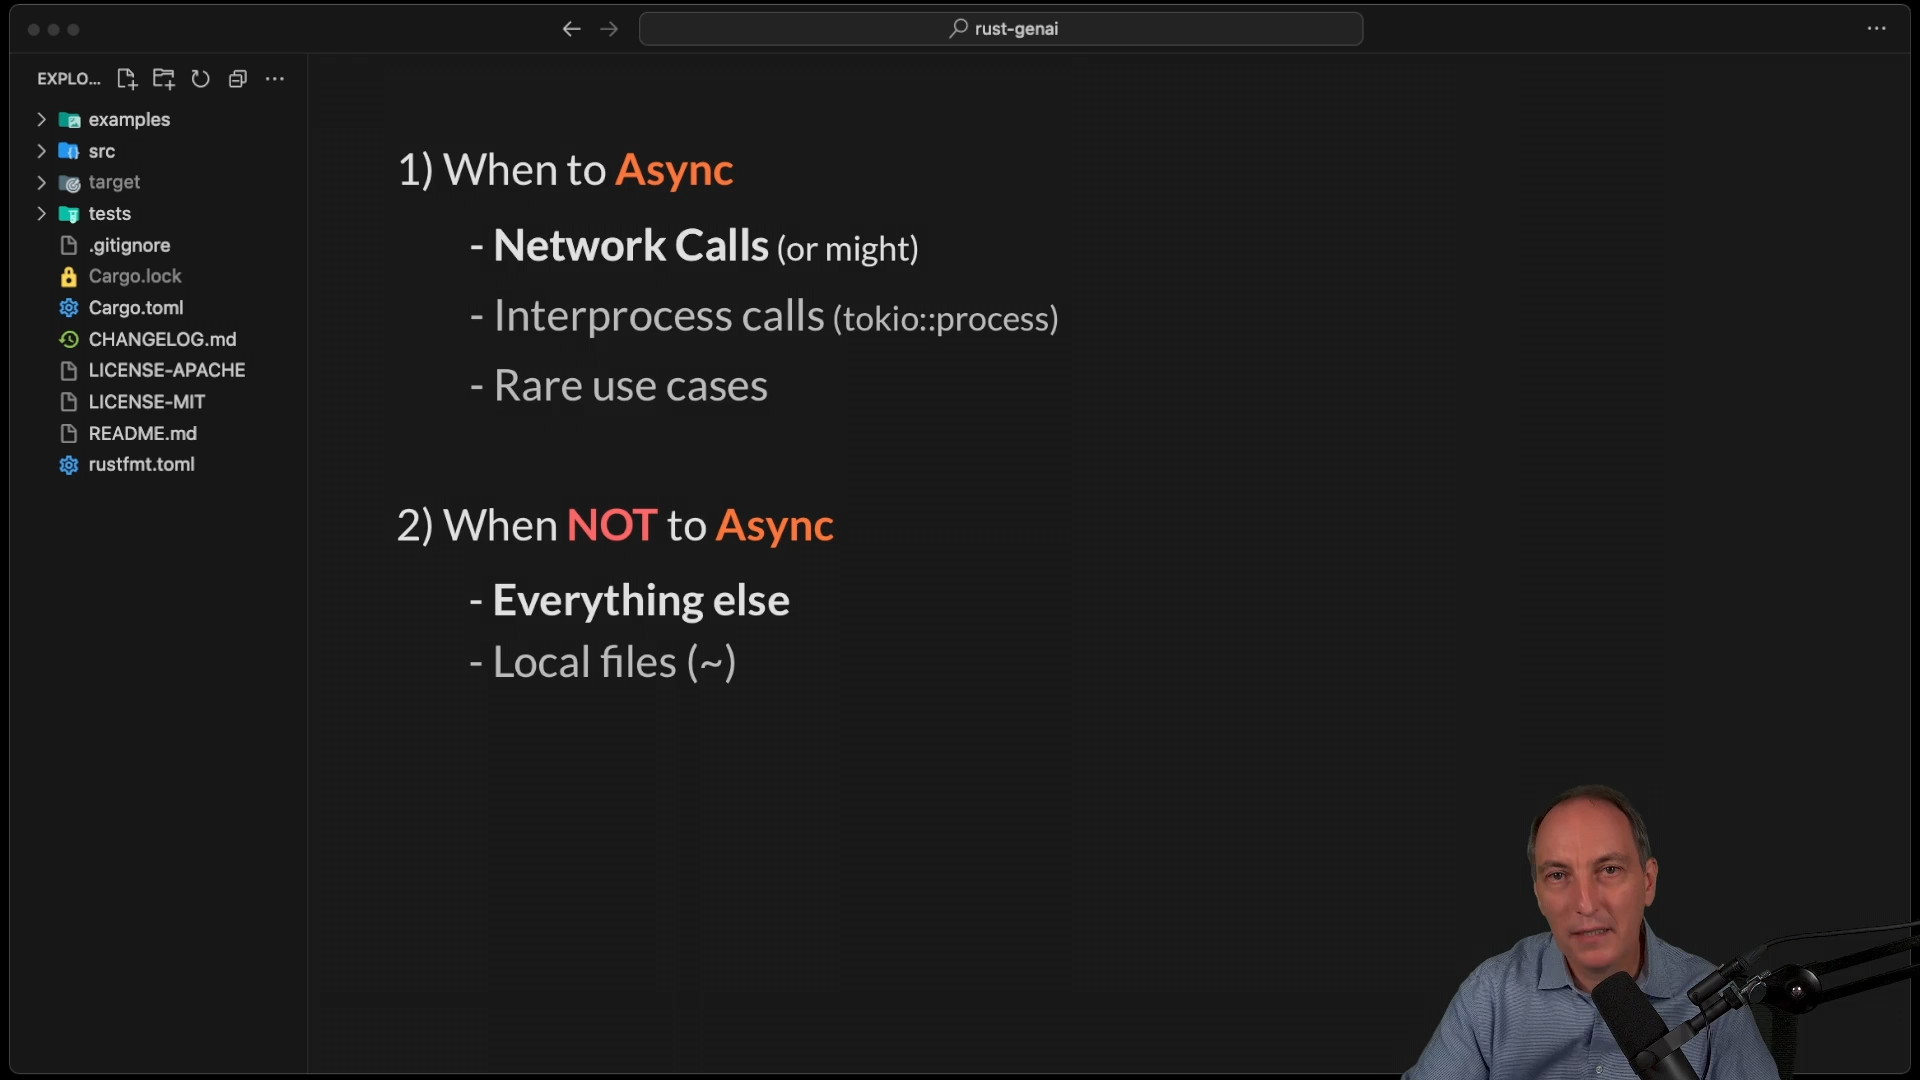 rust-genai
EXPLO...
examples
src
target
tests
.gitignore
Cargo.lock
Cargo.toml
CHANGELOG.md
LICENSE-APACHE
LICENSE-MIT
README.md
rustfmt.toml
1) When to Async
- Network Calls (or might)
- Interprocess calls (tokio::process)
- Rare use cases
2) When NOT to Async
- Everything else
- Local files (~)